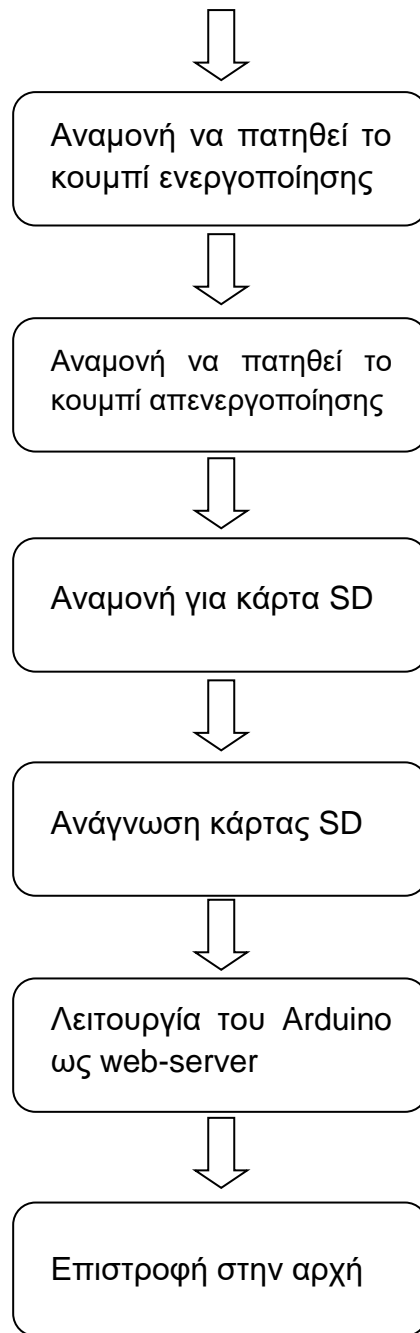 Αναμονή να πατηθεί το
κουμπί ενεργοποίησης
Αναμονή να πατηθεί το
κουμπί απενεργοποίησης
Αναμονή για κάρτα SD
Ανάγνωση κάρτας SD
Λειτουργία του Arduino
ως web-server
Επιστροφή στην αρχή